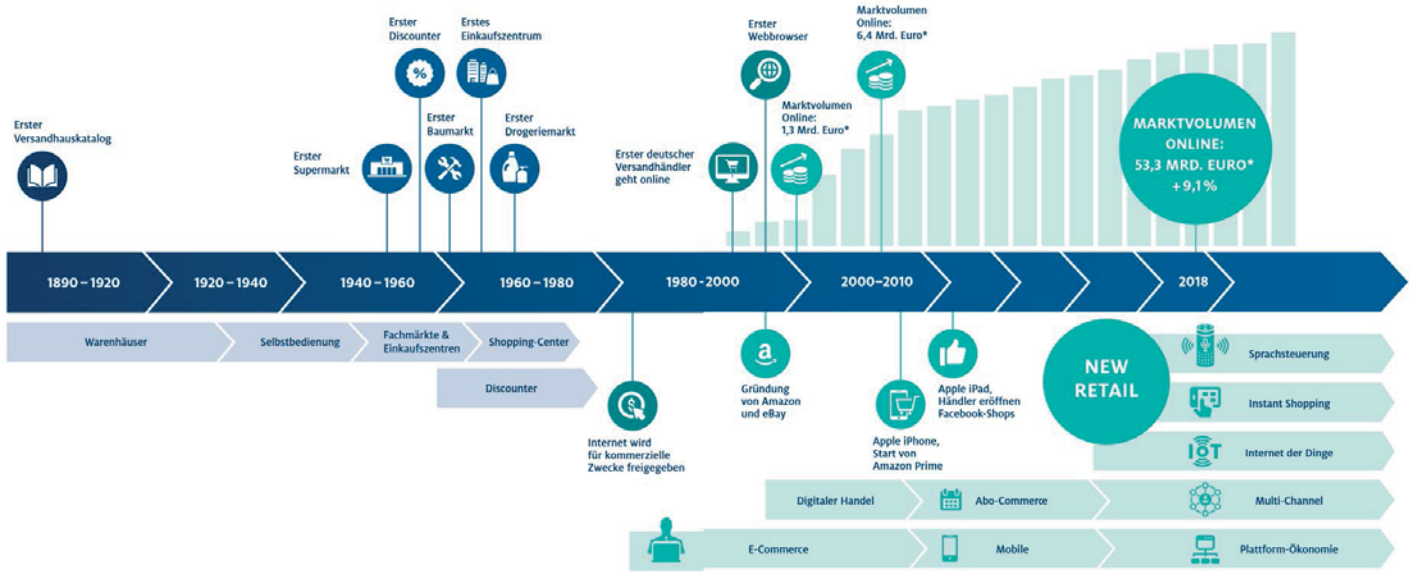 Erster
Versandhauskatalog
Erster
Supermarkt
Erster
Discounter
%
Erster
Baumarkt
Erstes
Einkaufszentrum
Erster
Drogeriemarkt
Erster deutscher
Versandhändler
geht online
Erster
Webbrowser
Marktvolumen
Online:
1,3 Mrd. Euro*
Marktvolumen
Online:
6,4 Mrd. Euro*
MARKTVOLUMEN
ONLINE:
53,3 MRD. EURO*
+9,1%
1890–1920
1920–1940
1940–1960
1960–1980
1980-2000
2000–2010
2018
Warenhäuser
Selbstbedienung
Fachmärkte &
Einkaufszentren
Shopping-Center
Discounter
$
Internet wird
für kommerzielle
Zwecke freigegeben
a
Gründung
von Amazon
und eBay
Apple iPhone,
Start von
Amazon Prime
Apple iPad,
Händler eröffnen
Facebook-Shops
NEW
RETAIL
Sprachsteuerung
Instant Shopping
IOT
Internet der Dinge
Digitaler Handel
Abo-Commerce
Multi-Channel
E-Commerce
Mobile
Plattform-Ökonomie